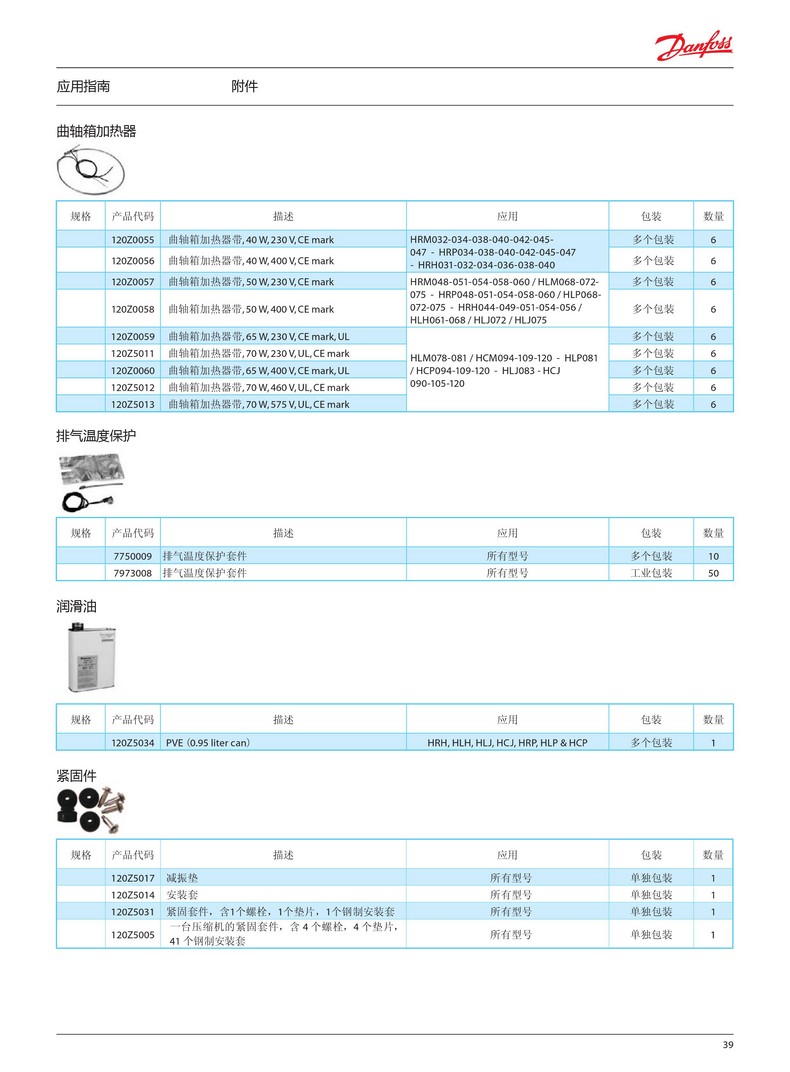 Danfoss
应用指南 附件
曲轴箱加热器
规格 产品代码 描述 应用 包装 数量
120Z0055 曲轴箱加热器带, 40 W, 230 V, CE mark HRM032-034-038-040-042-045- 多个包装 6
047 - HRP034-038-040-042-045-047
120Z0056 曲轴箱加热器带, 40 W, 400 V, CE mark 多个包装 6
- HRH031-032-034-036-038-040
120Z0057 曲轴箱加热器带, 50 W, 230 V, CE mark HRM048-051-054-058-060 / HLM068-072- 多个包装 6
075 - HRP048-051-054-058-060 / HLP068-
120Z0058 曲轴箱加热器带, 50 W, 400 V, CE mark 072-075 - HRH044-049-051-054-056 / 多个包装 6
HLH061-068 / HLJ072 / HLJ075
120Z0059 曲轴箱加热器带, 65 W, 230 V, CE mark, UL 多个包装 6
120Z5011 曲轴箱加热器带, 70 W, 230 V, UL, CE mark 多个包装 6
HLM078-081 / HCM094-109-120 - HLP081
120Z0060 曲轴箱加热器带, 65 W, 400 V, CE mark, UL / HCP094-109-120 - HLJ083 - HCJ 多个包装 6
120Z5012 曲轴箱加热器带, 70 W, 460 V, UL, CE mark 090-105-120 多个包装 6
120Z5013 曲轴箱加热器带, 70 W, 575 V, UL, CE mark 多个包装 6
排气温度保护
规格 产品代码 描述 应用 包装 数量
7750009 排气温度保护套件 所有型号 多个包装 10
7973008 排气温度保护套件 所有型号 工业包装 50
润滑油
规格 产品代码 描述 应用 包装 数量
120Z5034 PVE (0.95 liter can) HRH, HLH, HLJ, HCJ, HRP, HLP & HCP 多个包装 1
紧固件
规格 产品代码 描述 应用 包装 数量
120Z5017 减振垫 所有型号 单独包装 1
120Z5014 安装套 所有型号 单独包装 1
120Z5031 紧固套件，含1个螺栓，1个垫片，1个钢制安装套 所有型号 单独包装 1
120Z5005 一台压缩机的紧固套件，含 4 个螺栓，4 个垫片， 所有型号 单独包装 1
41 个钢制安装套
39